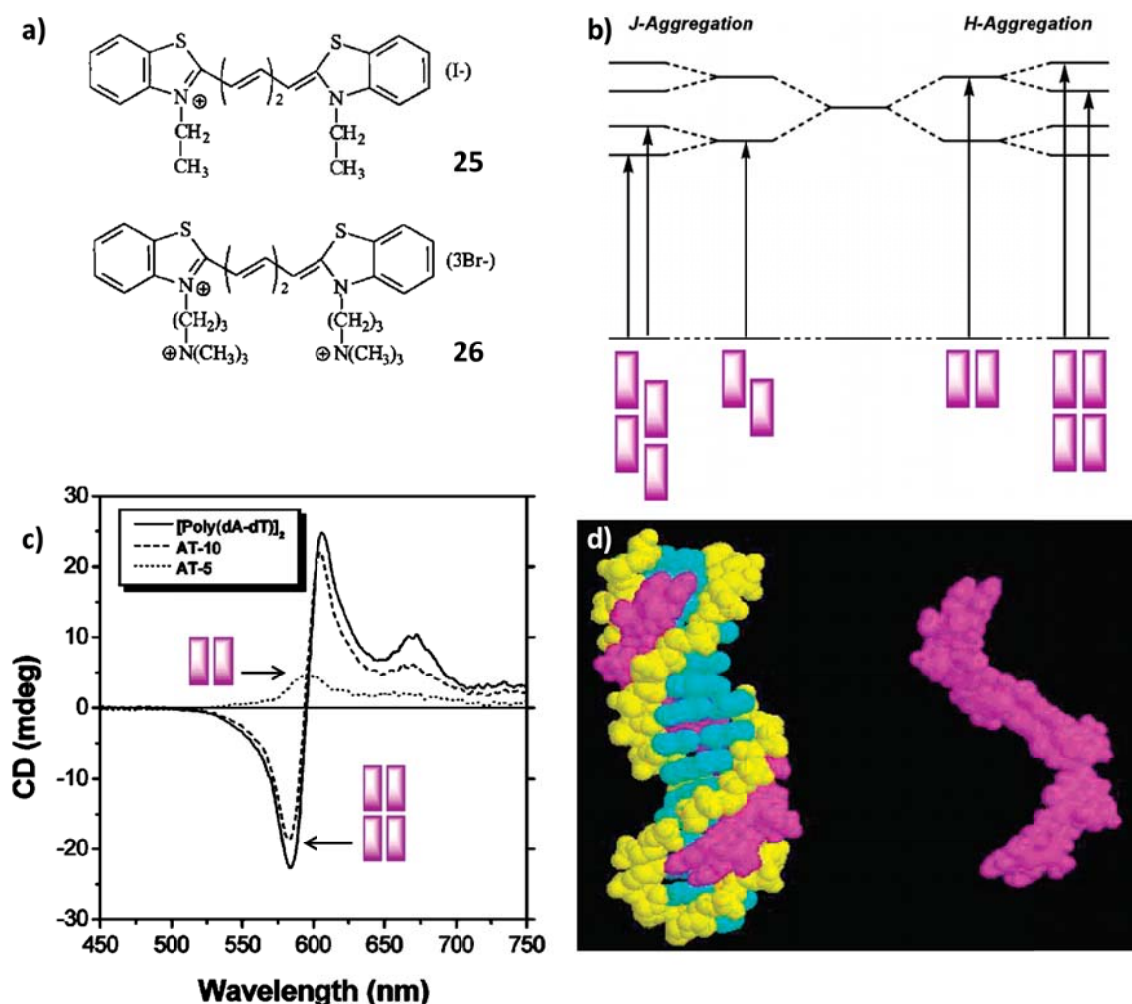 a)
S
S
(I-)
2
N
⊕
N
CH2
CH2
CH3
CH3
25
S
S
(3Br-)
2
N
⊕
N
(CH2)3
(CH2)3
⊕N(CH3)3
⊕N(CH3)3
26
b)
J-Aggregation
H-Aggregation
c)
[Poly(dA-dT)]2
AT-10
AT-5
CD (mdeg)
30
20
10
0
-10
-20
-30
450 500 550 600 650 700 750
Wavelength (nm)
d)